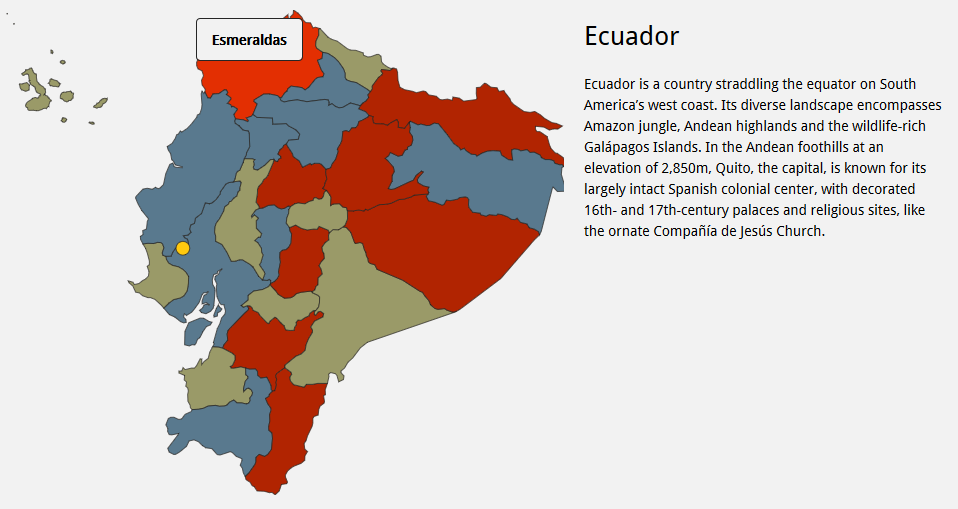 Esmeraldas
Ecuador
Ecuador is a country straddling the equator on South
America's west coast. Its diverse landscape encompasses
Amazon jungle, Andean highlands and the wildlife-rich
Galápagos Islands. In the Andean foothills at an
elevation of 2,850m, Quito, the capital, is known for its
largely intact Spanish colonial center, with decorated
16th- and 17th-century palaces and religious sites, like
the ornate Compañía de Jesús Church.